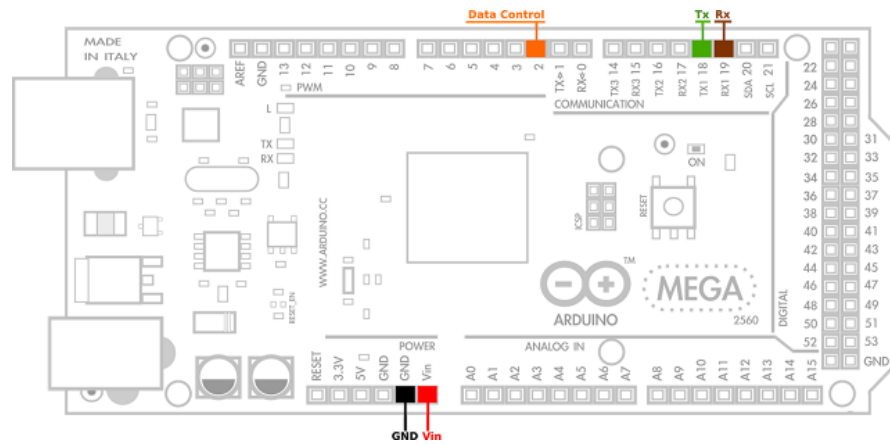 Data Control
Tx
Rx
MADE
IN ITALY
AREF
GND
13
12
11
10
9
8
7
6
5
4
3
2
TX→1
RX←0
TX3 14
RX3 15
TX2 16
RX2 17
TX1 18
RX1 19
SDA 20
SCL 21
PWM
COMMUNICATION
L
TX
RX
ON
RESET
ICSP
WWW.ARDUINO.CC
22
24
26
28
30
31
32
33
34
35
36
37
38
39
40
41
42
43
44
45
46
47
48
49
50
51
52
53
GND
DIGITAL
TM
MEGA
ARDUINO
2560
RESET_EN
POWER
ANALOG IN
RESET
3.3V
5V
GND
GND
Vin
A0
A1
A2
A3
A4
A5
A6
A7
A8
A9
A10
A11
A12
A13
A14
A15
GND
Vin